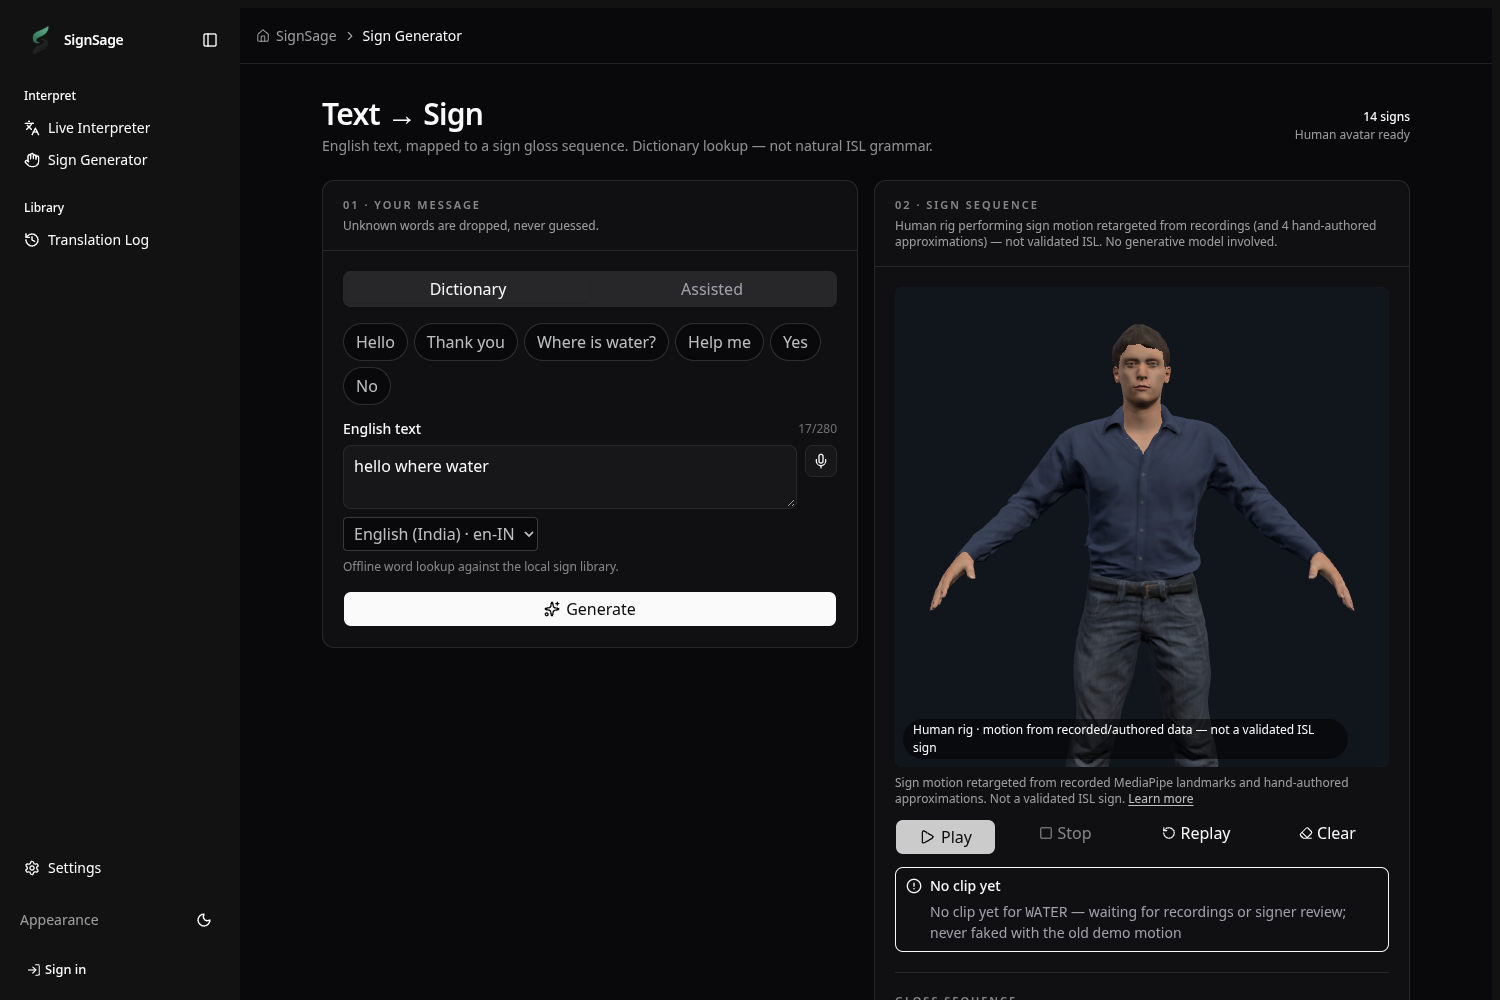 SignSage
Interpret
Live Interpreter
Sign Generator
Library
Translation Log
Settings
Appearance
Sign in
SignSage > Sign Generator
Text → Sign
English text, mapped to a sign gloss sequence. Dictionary lookup — not natural ISL grammar.
14 signs
Human avatar ready
01 · YOUR MESSAGE
Unknown words are dropped, never guessed.
Dictionary Assisted
Hello Thank you Where is water? Help me Yes
No
English text 17/280
hello where water
English (India) · en-IN
Offline word lookup against the local sign library.
Generate
02 · SIGN SEQUENCE
Human rig performing sign motion retargeted from recordings (and 4 hand-authored
approximations) — not validated ISL. No generative model involved.
Human rig · motion from recorded/authored data — not a validated ISL
sign
Sign motion retargeted from recorded MediaPipe landmarks and hand-authored
approximations. Not a validated ISL sign. Learn more
Play Stop Replay Clear
No clip yet
No clip yet for WATER — waiting for recordings or signer review;
never faked with the old demo motion
GLOSS SEQUENCE